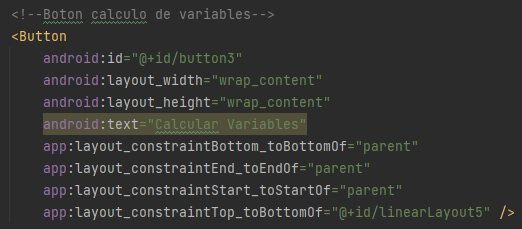 <!--Boton calculo de variables-->
<Button
android:id="@+id/button3"
android:layout_width="wrap_content"
android:layout_height="wrap_content"
android:text="Calcular Variables"
app:layout_constraintBottom_toBottomOf="parent"
app:layout_constraintEnd_toEndOf="parent"
app:layout_constraintStart_toStartOf="parent"
app:layout_constraintTop_toBottomOf="@+id/linearLayout5" />